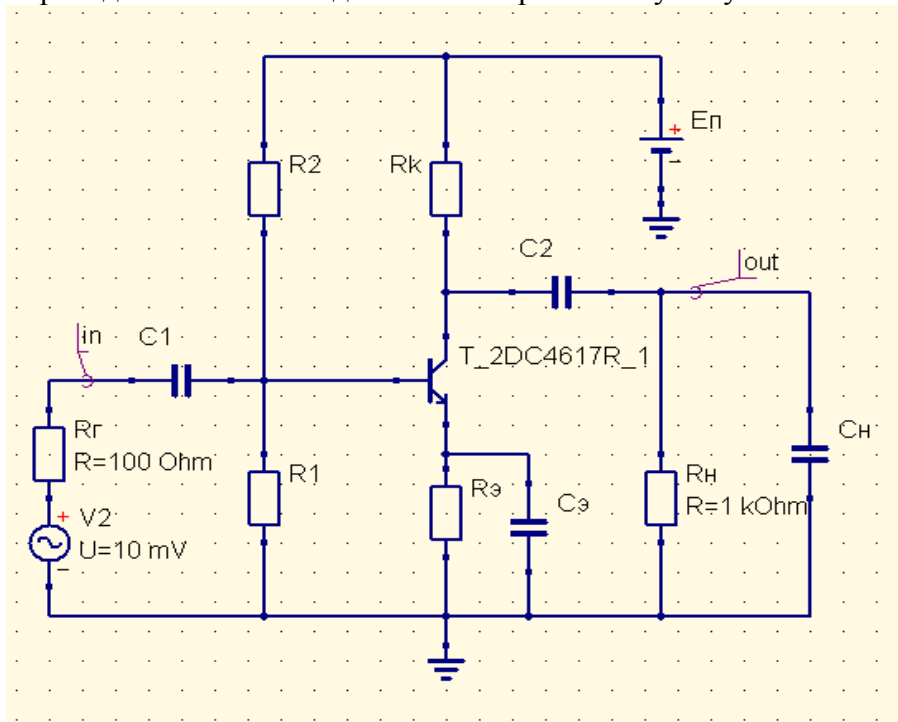 R2
Rk
+
Eп
C2
out
in
C1
T_2DC4617R_1
Rг
R=100 Ohm
R1
Rэ
Cэ
Rн
R=1 kOhm
Cн
+
V2
U=10 mV